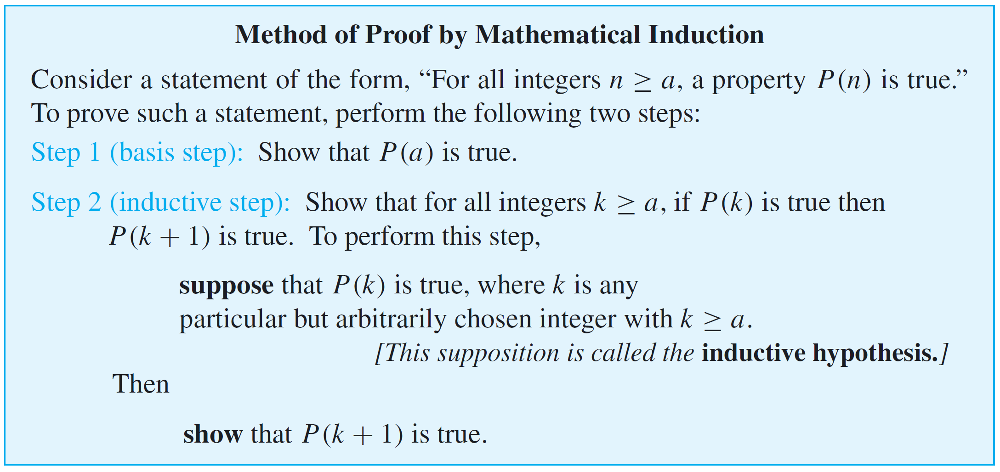 Method of Proof by Mathematical Induction
Consider a statement of the form, “For all integers n ≥ a, a property P(n) is true.”
To prove such a statement, perform the following two steps:
Step 1 (basis step): Show that P(a) is true.
Step 2 (inductive step): Show that for all integers k ≥ a, if P(k) is true then
P(k + 1) is true. To perform this step,
suppose that P(k) is true, where k is any
particular but arbitrarily chosen integer with k ≥ a.
[This supposition is called the inductive hypothesis.]
Then
show that P(k + 1) is true.